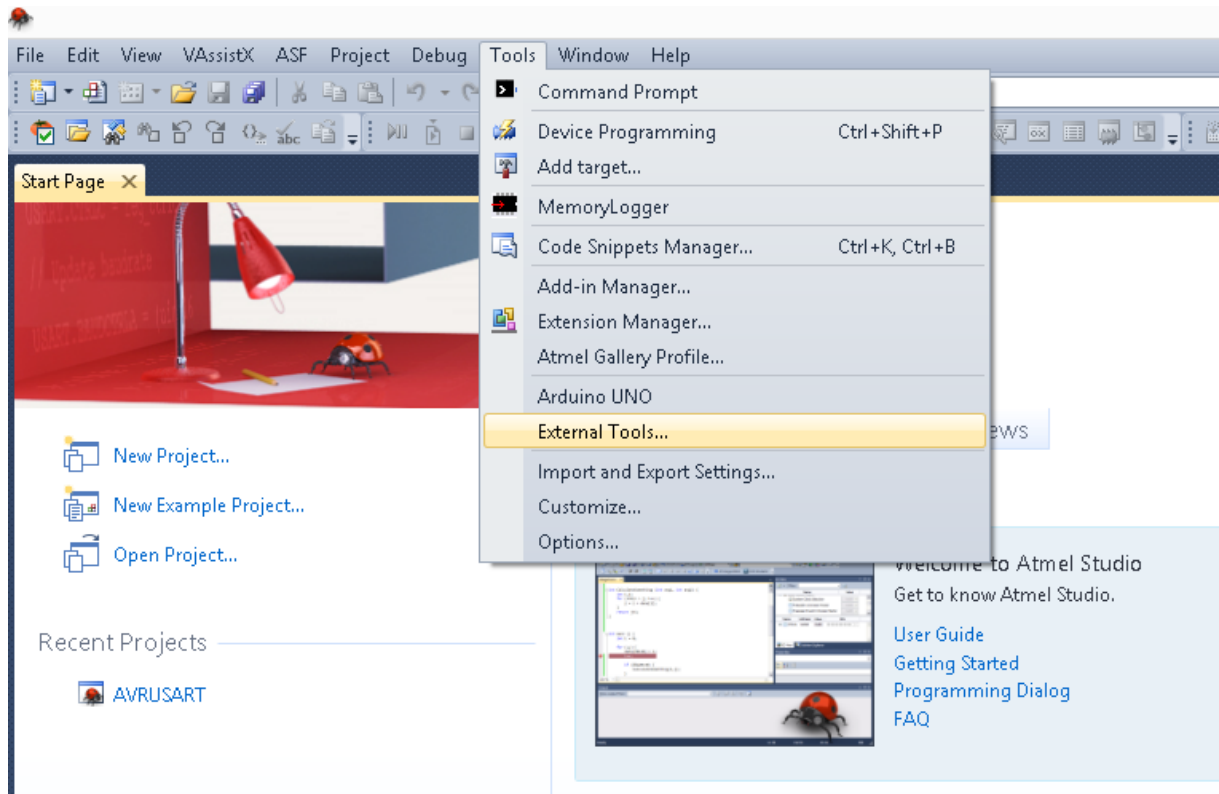 File Edit View VAssistX ASF Project Debug Tools Window Help
Command Prompt
Device Programming Ctrl+Shift+P
Add target...
MemoryLogger
Code Snippets Manager... Ctrl+K, Ctrl+B
Add-in Manager...
Extension Manager...
Atmel Gallery Profile...
Arduino UNO
External Tools...
Import and Export Settings...
Customize...
Options...
Start Page
// Update baudrate
New Project...
New Example Project...
Open Project...
Recent Projects
AVRUSART
Welcome to Atmel Studio
Get to know Atmel Studio.
User Guide
Getting Started
Programming Dialog
FAQ